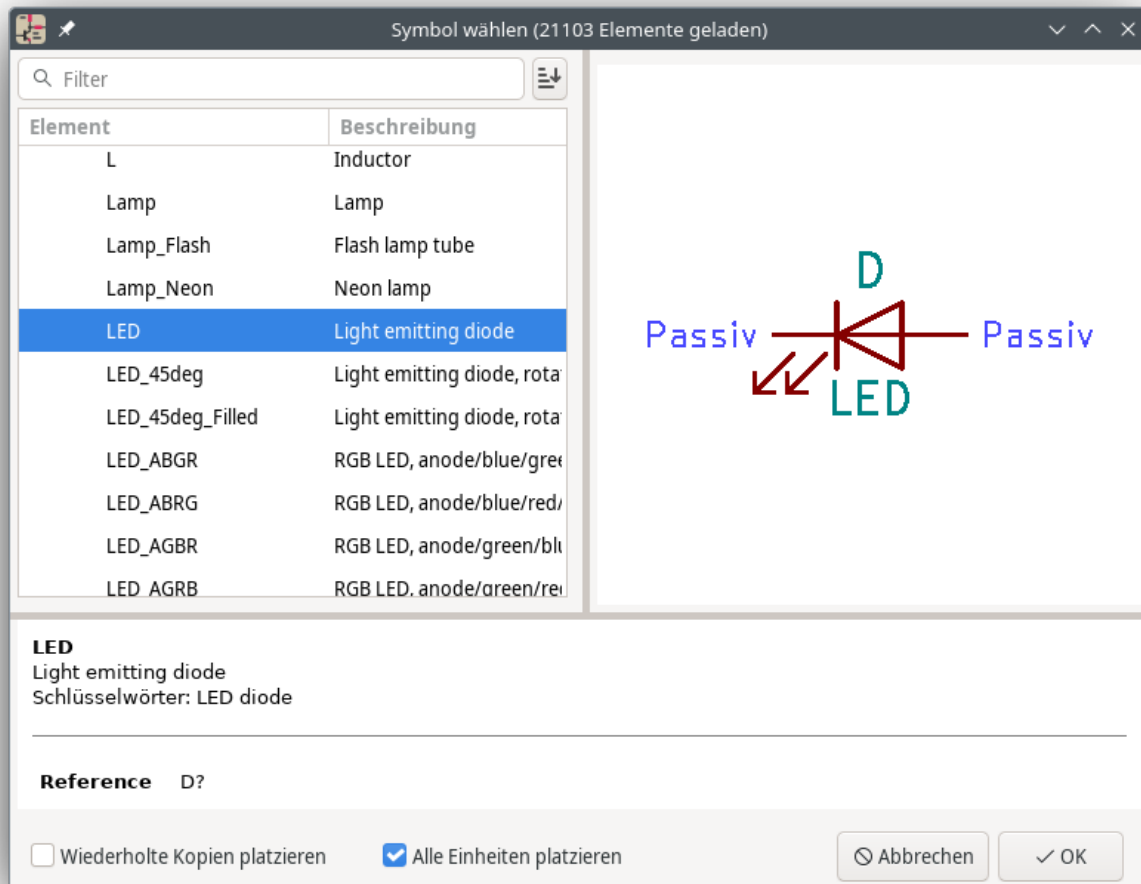 Symbol wählen (21103 Elemente geladen)
Filter
Element Beschreibung
L Inductor
Lamp Lamp
Lamp_Flash Flash lamp tube
Lamp_Neon Neon lamp
LED Light emitting diode
LED_45deg Light emitting diode, rota
LED_45deg_Filled Light emitting diode, rota
LED_ABGR RGB LED, anode/blue/gree
LED_ABRG RGB LED, anode/blue/red/
LED_AGBR RGB LED, anode/green/blu
LED_AGRB RGB LED, anode/green/red
D
Passiv Passiv
LED
LED
Light emitting diode
Schlüsselwörter: LED diode
Reference D?
Wiederholte Kopien platzieren Alle Einheiten platzieren Abbrechen OK